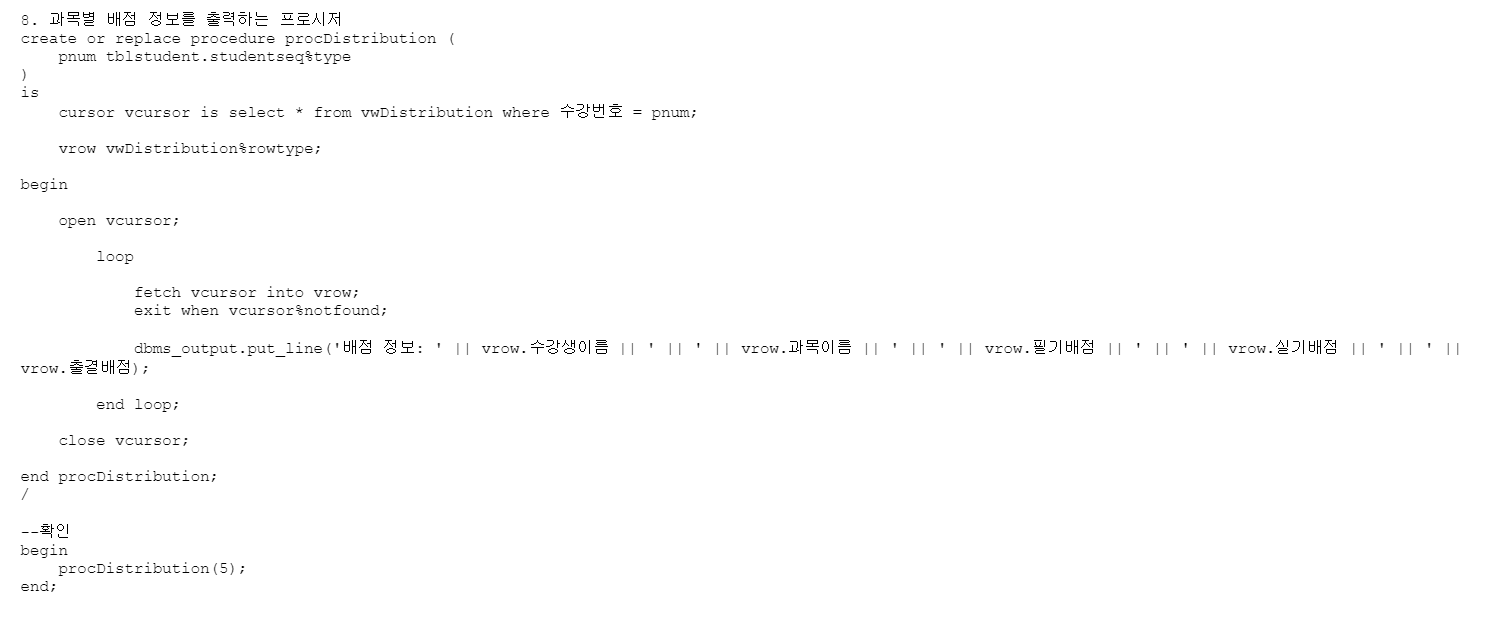 8. 과목별 배점 정보를 출력하는 프로시저
create or replace procedure procDistribution (
    pnum tblstudent.studentseq%type
)
is
    cursor vcursor is select * from vwDistribution where 수강번호 = pnum;
    vrow vwDistribution%rowtype;
begin
    open vcursor;
        loop
            fetch vcursor into vrow;
            exit when vcursor%notfound;
            dbms_output.put_line('배점 정보: ' || vrow.수강생이름 || ' || ' || vrow.과목이름 || ' || ' || vrow.필기배점 || ' || ' || vrow.실기배점 || ' || ' ||
vrow.출결배점);
        end loop;
    close vcursor;
end procDistribution;
/
--확인
begin
    procDistribution(5);
end;